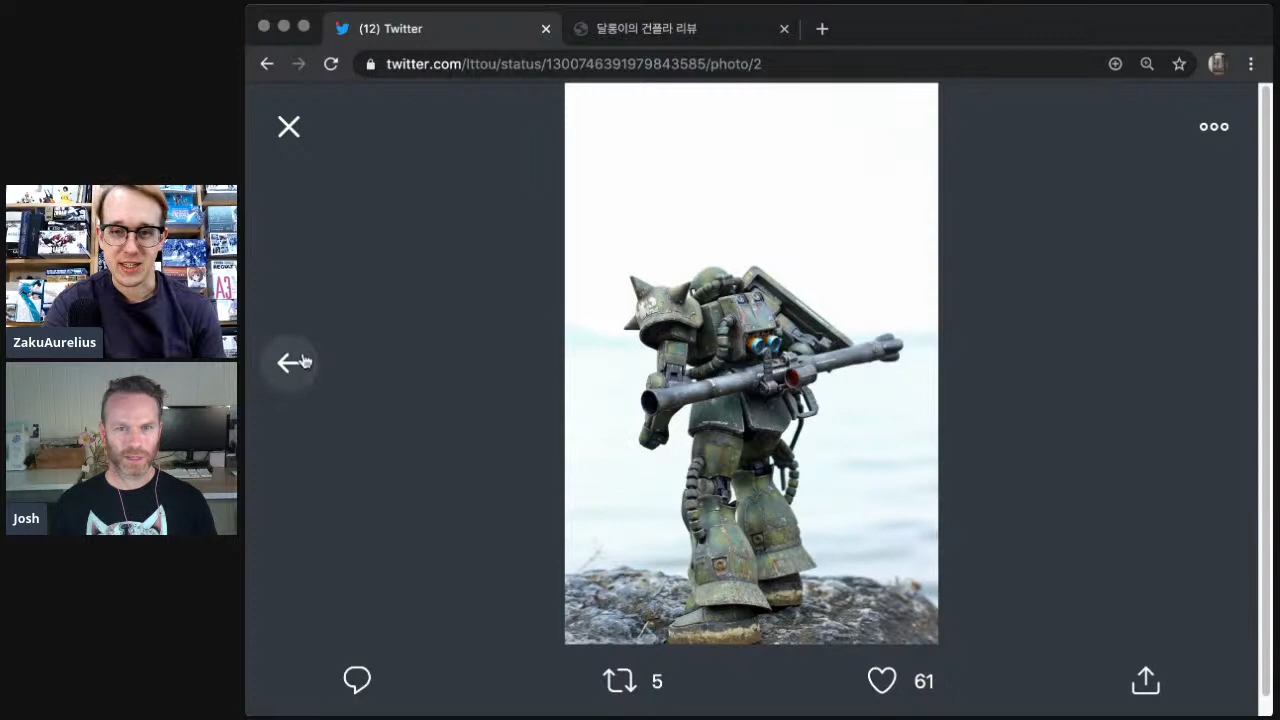 (12) Twitter
달롱이의 건플라 리뷰
twitter.com/lttou/status/1300746391979843585/photo/2
A3
ZakuAurelius
Josh
5
61